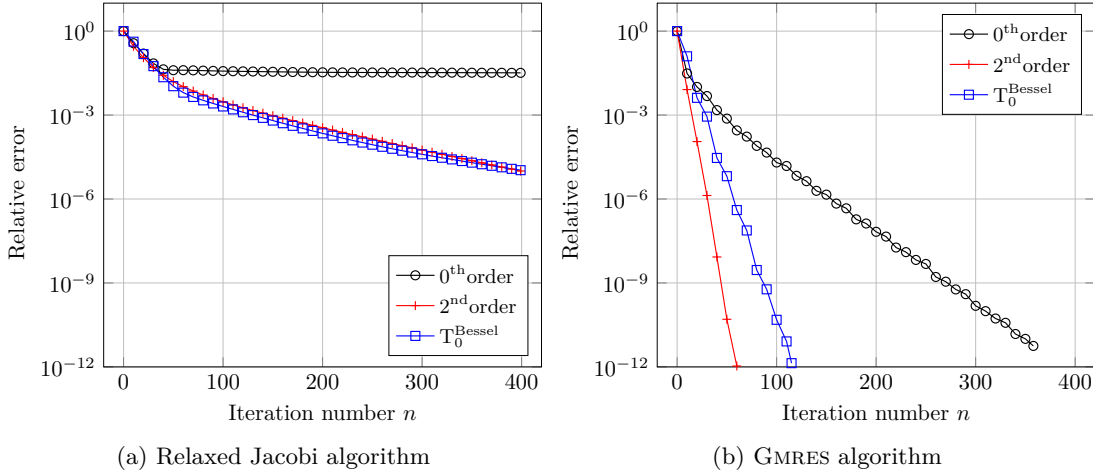 10^0
10^−3
10^−6
10^−9
10^−12
Relative error
0 100 200 300 400
Iteration number n
0^th order
2^nd order
T_0^Bessel
(a) Relaxed Jacobi algorithm
10^0
10^−3
10^−6
10^−9
10^−12
Relative error
0 100 200 300 400
Iteration number n
0^th order
2^nd order
T_0^Bessel
(b) GMRES algorithm